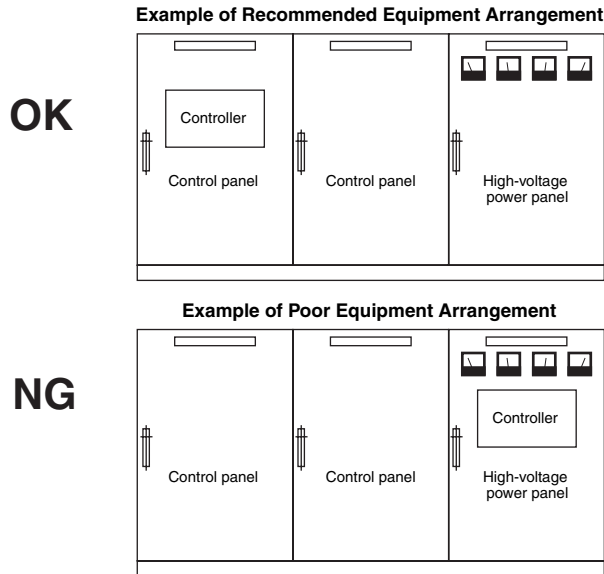 Example of Recommended Equipment Arrangement
OK
Controller
Control panel
Control panel
High-voltage
power panel
Example of Poor Equipment Arrangement
NG
Controller
Control panel
Control panel
High-voltage
power panel